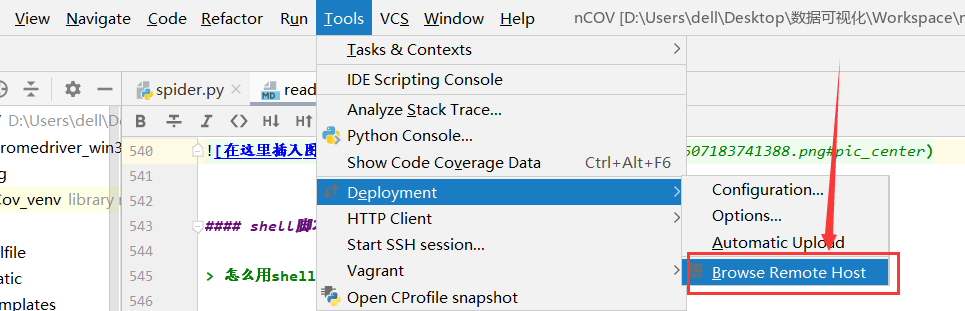 View Navigate Code Refactor Run Tools VCS Window Help nCOV [D:\Users\dell\Desktop\数据可视化\Workspace\n
Tasks & Contexts
IDE Scripting Console
spider.py read
D:\Users\dell\Des
Analyze Stack Trace...
B I <> H↓ H↑
Python Console...
romedriver_win3
540 ![在这里插入图
Show Code Coverage Data Ctrl+Alt+F6
507183741388.png#pic_center)
g
541
ov_venv library r
542
Deployment
Configuration...
543 #### shell脚本
HTTP Client
Options...
lfile
544
Start SSH session...
Automatic Upload
atic
545 > 怎么用shell
Vagrant
Browse Remote Host
mplates
546
Open CProfile snapshot